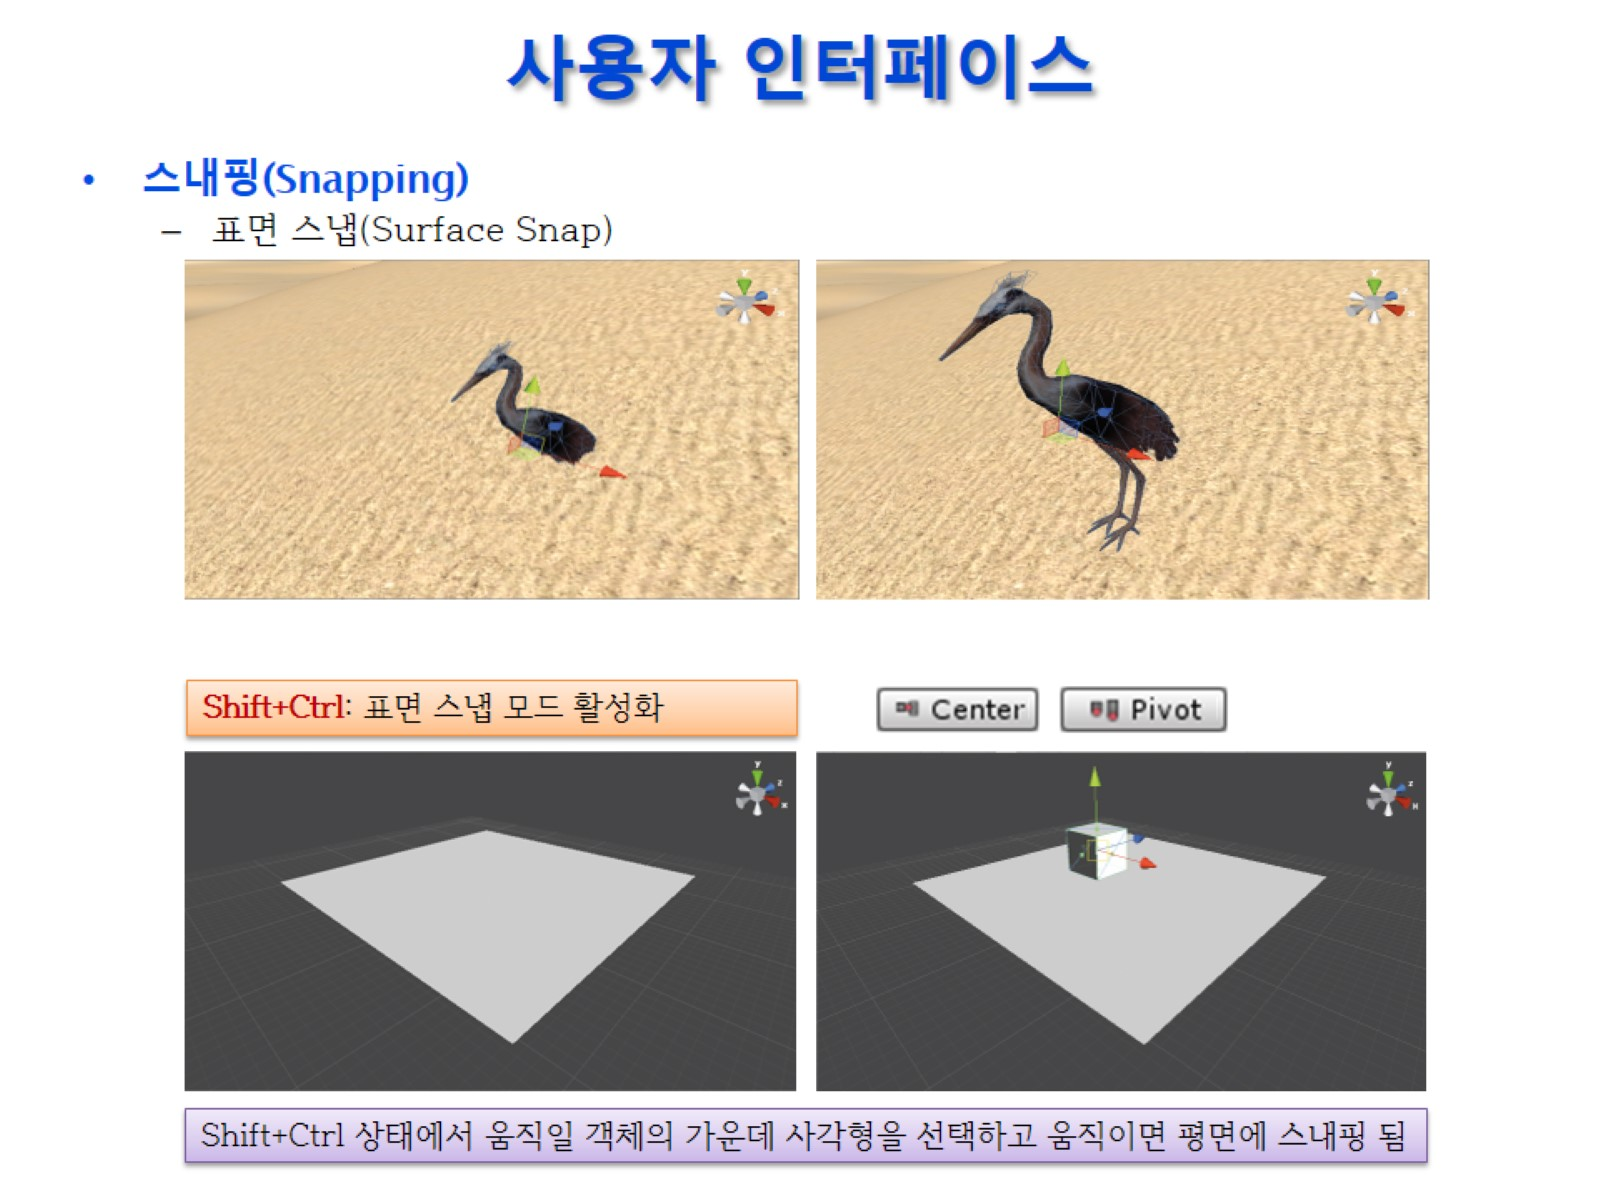 사용자 인터페이스
• 스내핑(Snapping)
– 표면 스냅(Surface Snap)
Shift+Ctrl: 표면 스냅 모드 활성화
Center
Pivot
y
z
x
y
z
Shift+Ctrl 상태에서 움직일 객체의 가운데 사각형을 선택하고 움직이면 평면에 스내핑 됨